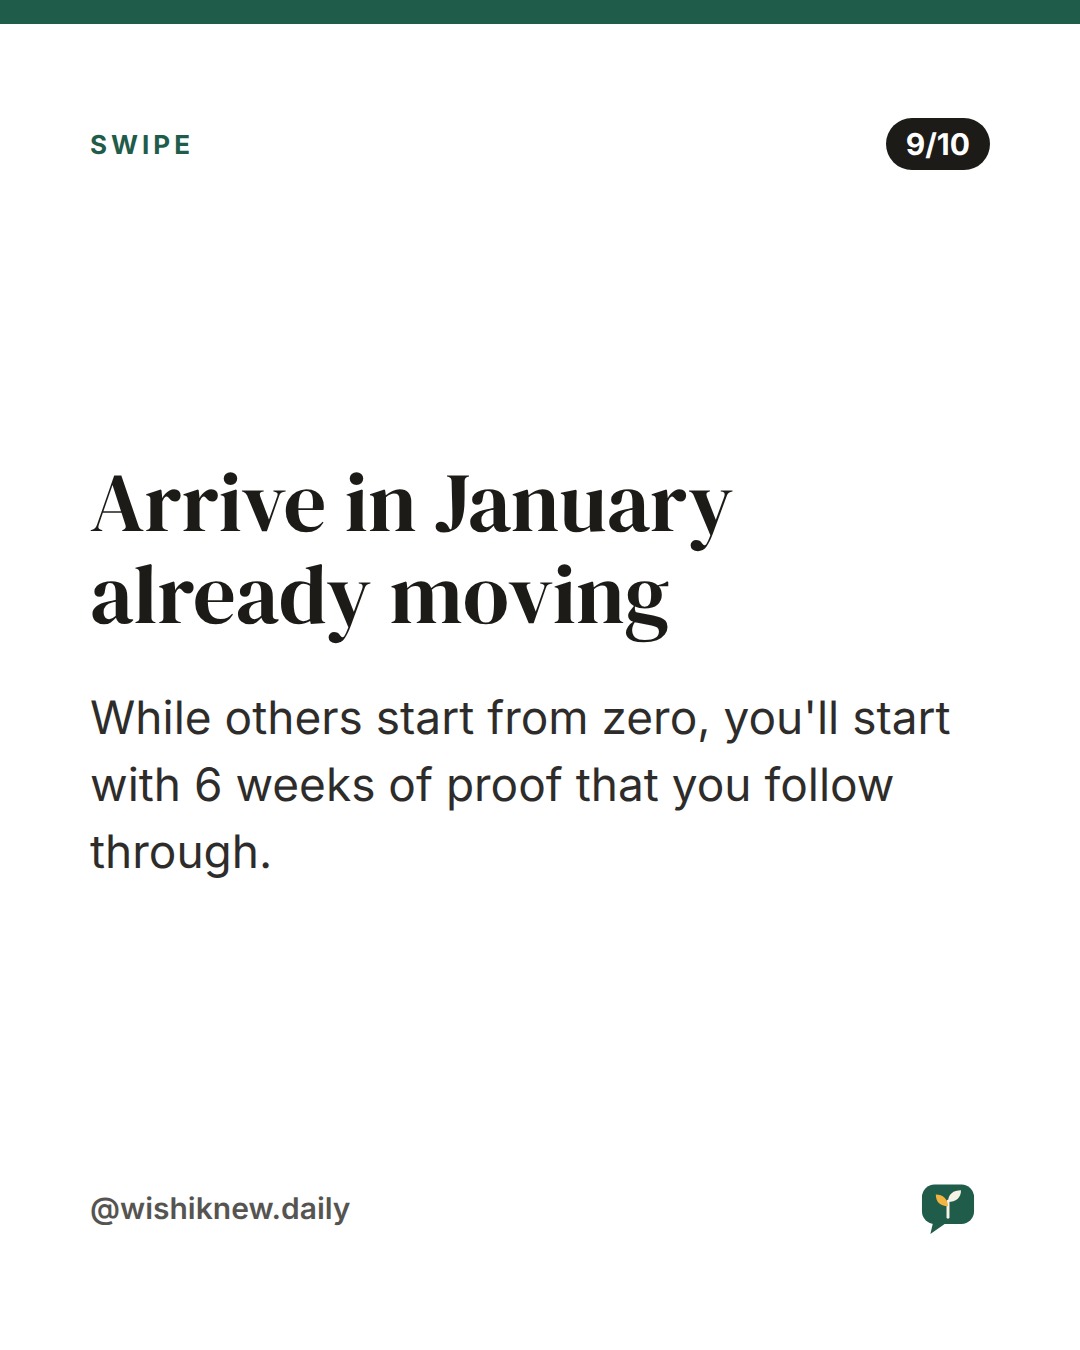 SWIPE
9/10
Arrive in January
already moving
While others start from zero, you'll start
with 6 weeks of proof that you follow
through.
@wishiknew.daily